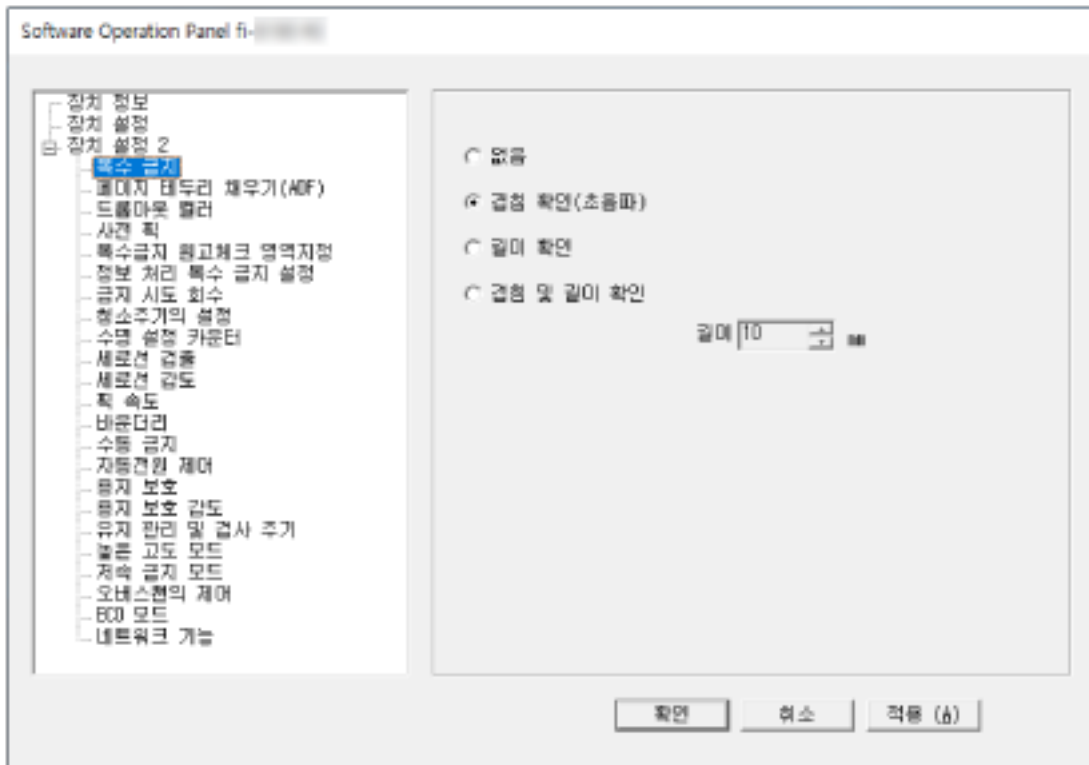 Software Operation Panel fi-
장치 정보
장치 설정
장치 설정 2
복수 급지
페이지 테두리 채우기(ADF)
드롭아웃 컬러
사전 픽
복수급지 원고체크 영역지정
정보 처리 복수 급지 설정
급지 시도 회수
청소주기의 설정
수명 설정 카운터
세로선 검출
세로선 감도
픽 속도
바운더리
수동 급지
자동전원 제어
용지 보호
용지 보호 감도
유지 관리 및 검사 주기
높은 고도 모드
저속 급지 모드
오버스캔의 제어
ECO 모드
네트워크 기능
없음
겹침 확인(초음파)
길이 확인
겹침 및 길이 확인
길이 10 mm
확인 취소 적용 (A)